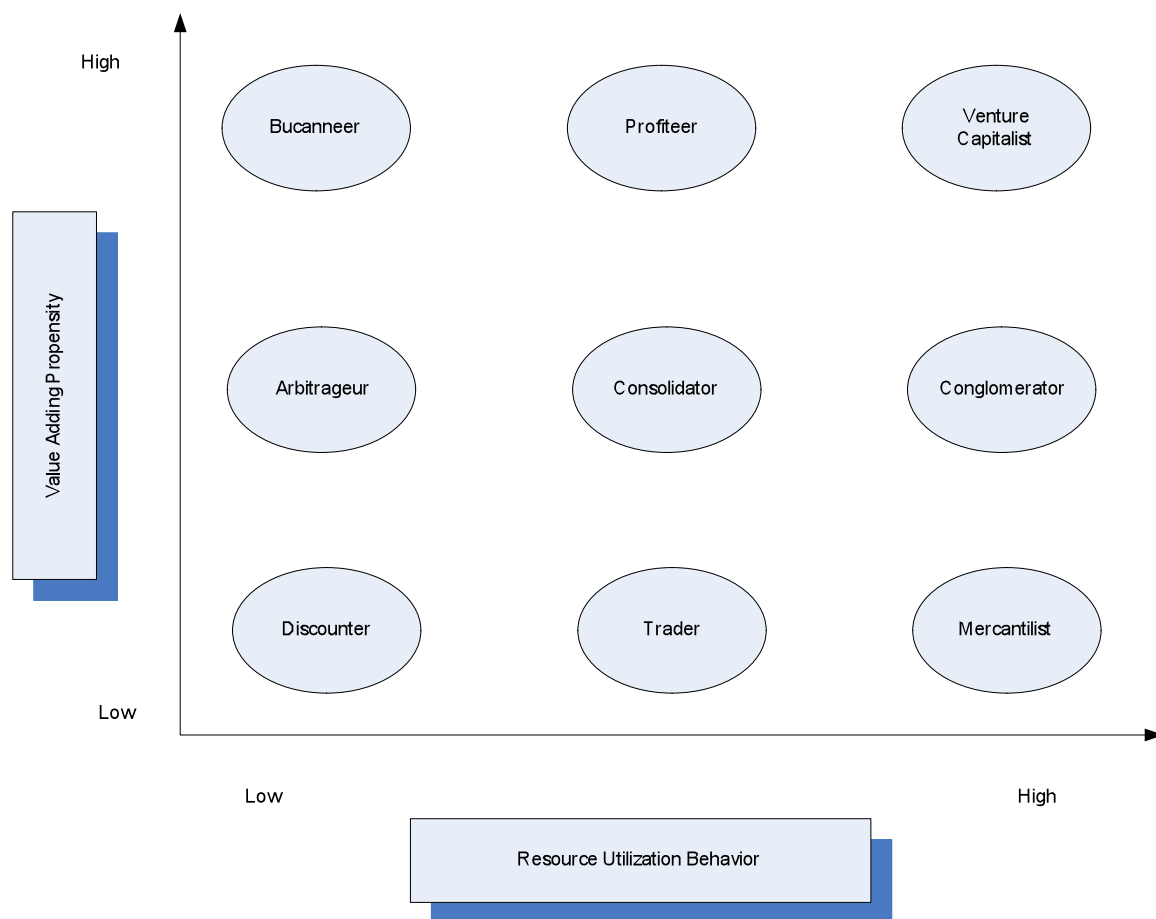 High
Bucanneer
Profiteer
Venture
Capitalist
Value Adding Propensity
Arbitrageur
Consolidator
Conglomerator
Discounter
Trader
Mercantilist
Low
Low
High
Resource Utilization Behavior